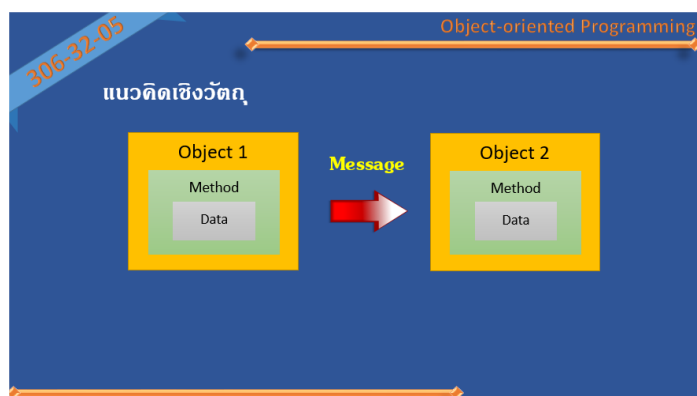 306-32-05
Object-oriented Programming
แนวคิดเชิงวัตถุ
Object 1
Method
Data
Message
Object 2
Method
Data